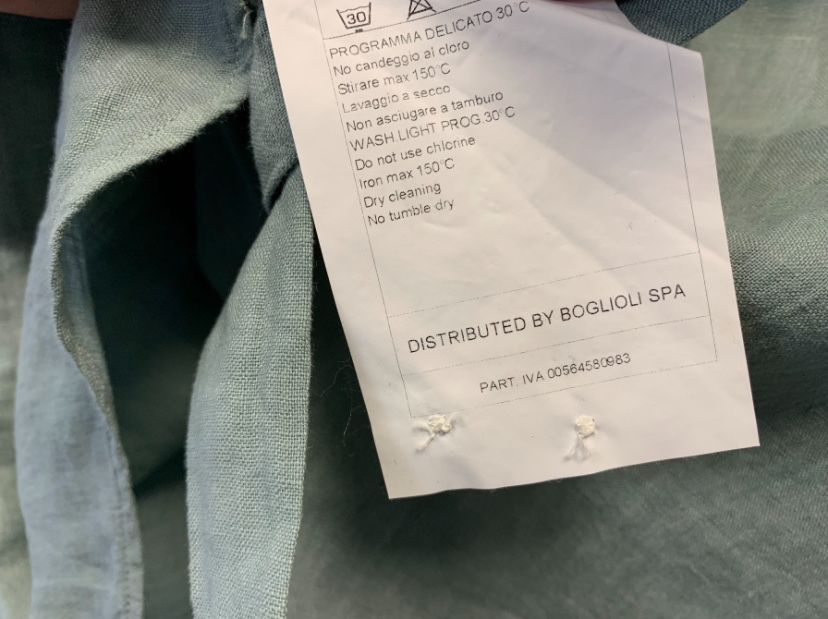 30
PROGRAMMA DELICATO 30°C
No candeggio al cloro
Stirare max 150°C
Lavaggio a secco
Non asciugare a tamburo
WASH LIGHT PROG.30°C
Do not use chlorine
Iron max 150°C
Dry cleaning
No tumble dry
DISTRIBUTED BY BOGLIOLI SPA
PART. IVA 00564580983